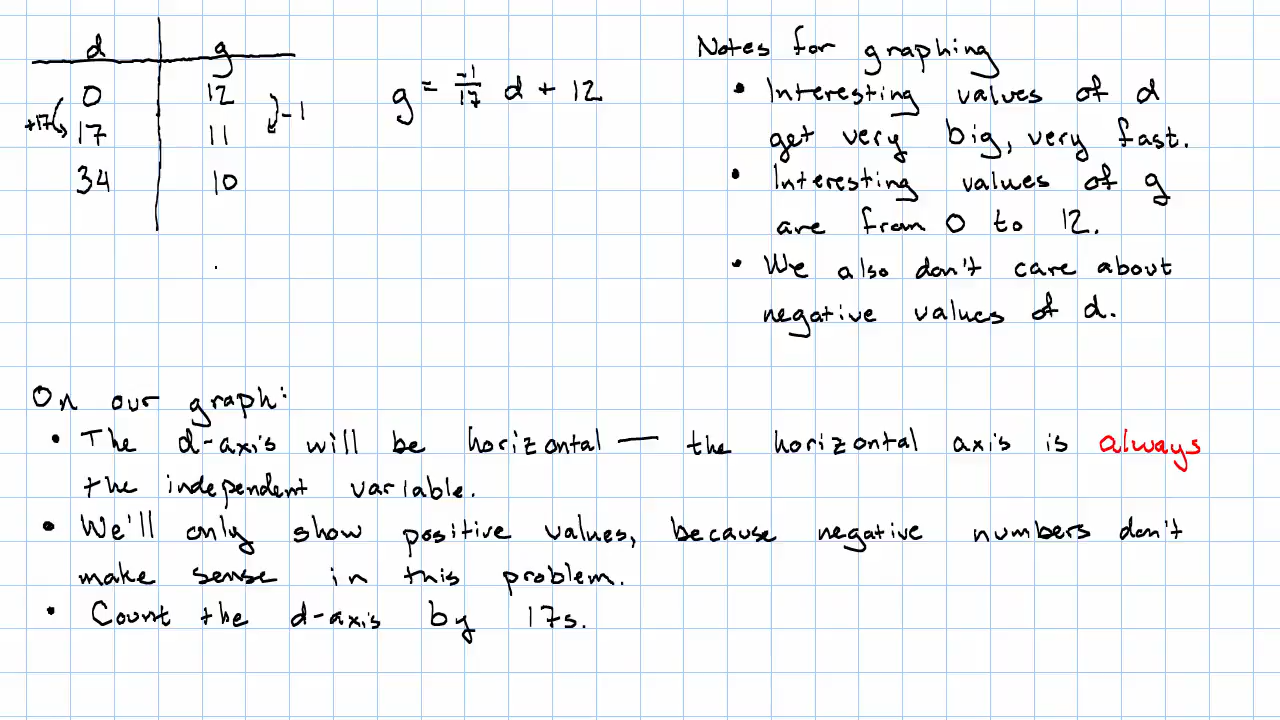 d g
0 12
+17 17 11 -1
34 10
g = -1/17 d + 12
Notes for graphing
• Interesting values of d
get very big, very fast.
• Interesting values of g
are from 0 to 12.
• We also don't care about
negative values of d.
On our graph:
• The d-axis will be horizontal — the horizontal axis is always
the independent variable.
• We'll only show positive values, because negative numbers don't
make sense in this problem.
• Count the d-axis by 17s.